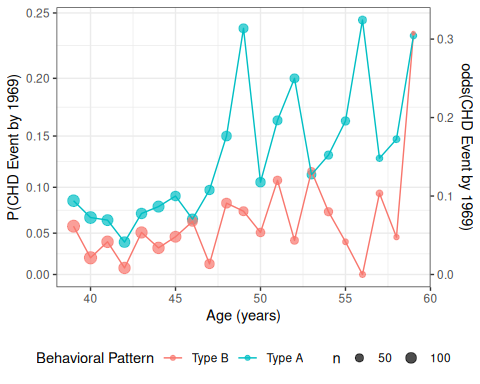 P(CHD Event by 1969)
0.25
0.20
0.15
0.10
0.05
0.00
0.3
0.2
0.1
0.0
odds(CHD Event by 1969)
40 45 50 55 60
Age (years)
Behavioral Pattern Type B Type A n 50 100